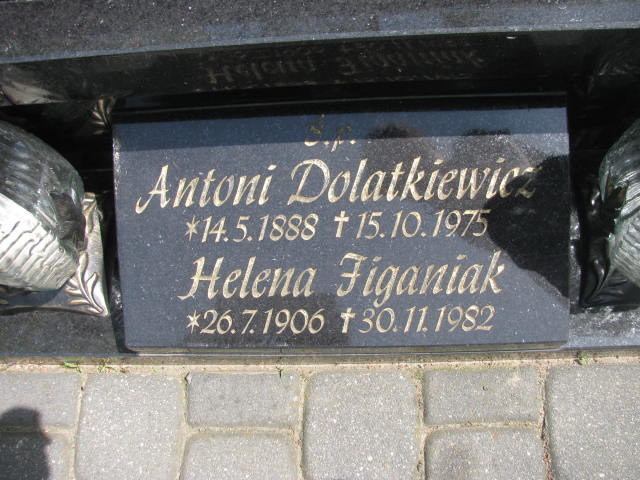 Ś.p.
Antoni Dolatkiewicz
*14.5.1888 †15.10.1975
Helena Figaniak
*26.7.1906 †30.11.1982